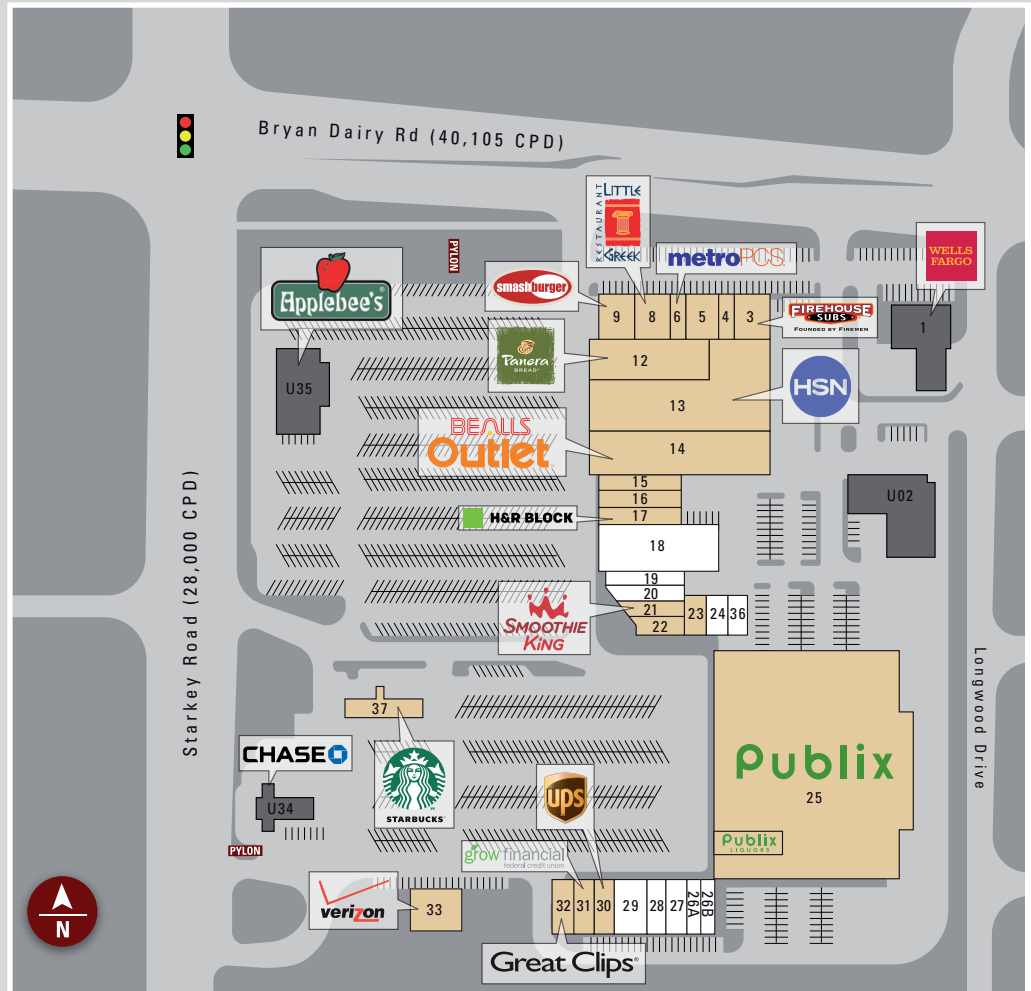 Bryan Dairy Rd (40,105 CPD)
RESTAURANT
LITTLE
GREEK
metroPCS.
WELLS
FARGO
PYLON
Applebee's
smashburger
9
8
6
5
4
3
FIREHOUSE
SUBS
FOUNDED BY FIREMEN
1
Panera
BREAD®
12
HSN
U35
13
BEALLS
Outlet
14
15
16
17
H&R BLOCK
U02
18
19
20
21
22
23
24
36
SMOOTHIE
KING
Starkey Road (28,000 CPD)
Longwood Drive
37
CHASE
STARBUCKS
U34
Publix
25
ups
Publix
LIQUORS
PYLON
grow financial
federal credit union
verizon
33
32
31
30
29
28
27
26A
26B
N
Great Clips®